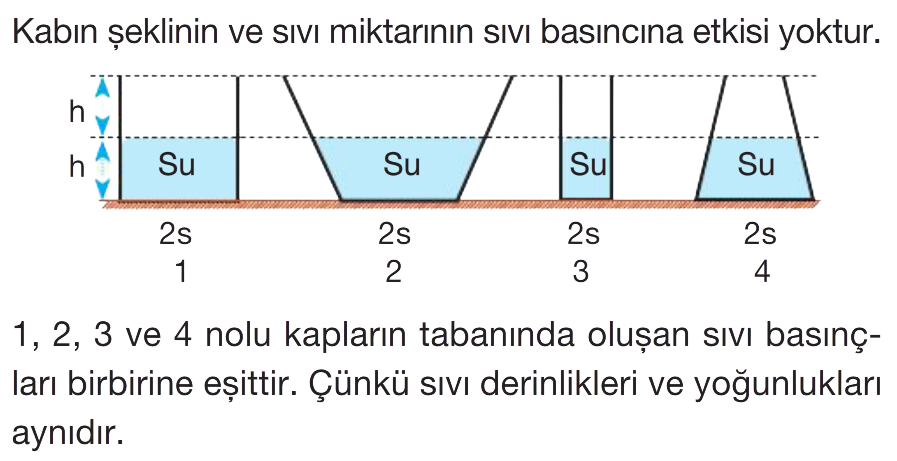 Kabın şeklinin ve sıvı miktarının sıvı basıncına etkisi yoktur.
h
h
Su Su Su Su
2s 2s 2s 2s
1 2 3 4
1, 2, 3 ve 4 nolu kapların tabanında oluşan sıvı basınç-
ları birbirine eşittir. Çünkü sıvı derinlikleri ve yoğunlukları
aynıdır.